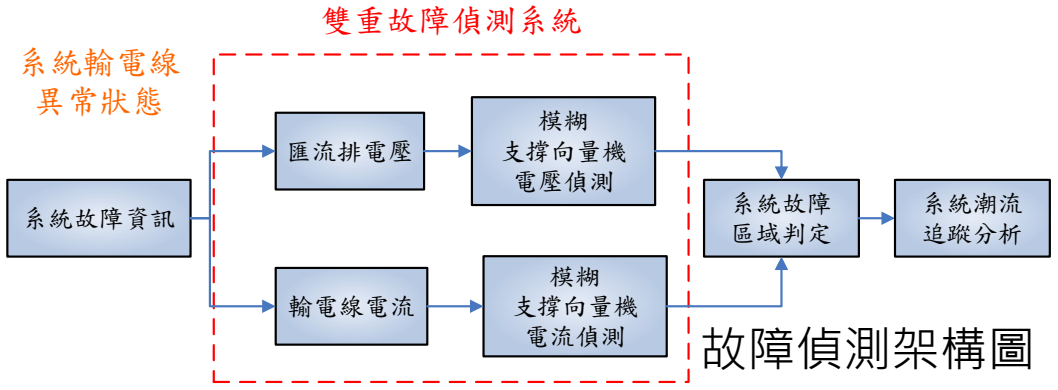 雙重故障偵測系統
系統輸電線
異常狀態
系統故障資訊
匯流排電壓
模糊
支撐向量機
電壓偵測
輸電線電流
模糊
支撐向量機
電流偵測
系統故障
區域判定
系統潮流
追蹤分析
故障偵測架構圖